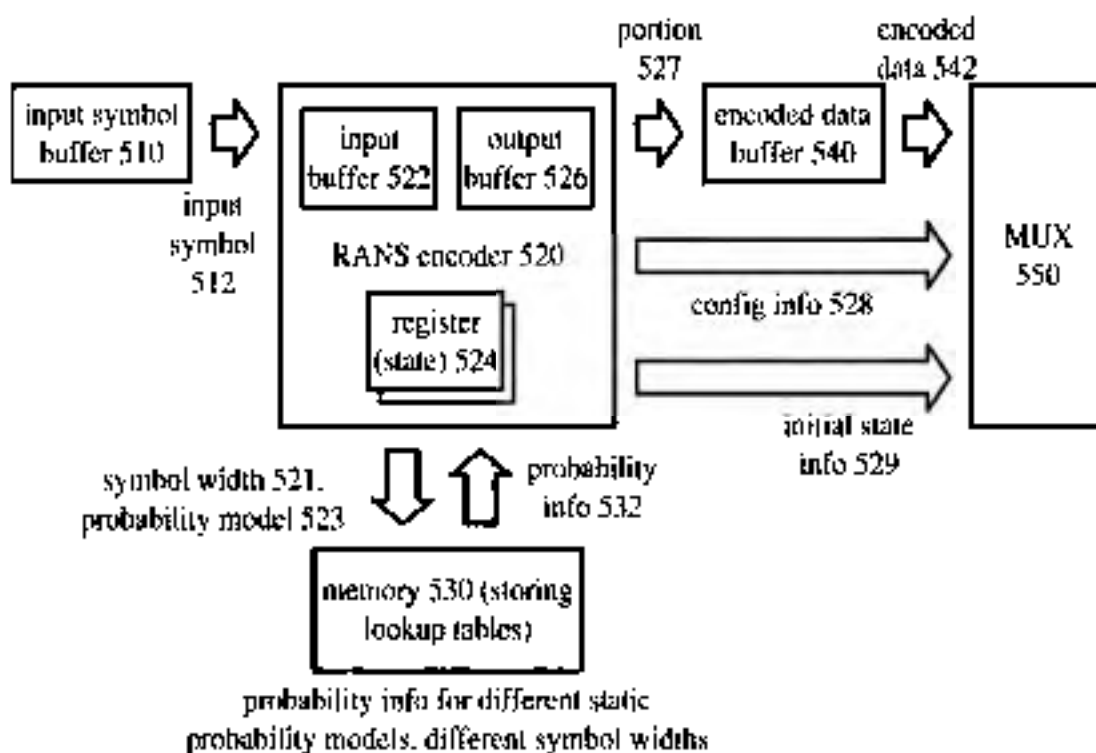 portion
527
encoded
data 542
input symbol
buffer 510
input
buffer 522
output
buffer 526
encoded data
buffer 540
input
symbol
512
RANS encoder 520
MUX
550
config info 528
register
(state) 524
initial state
info 529
symbol width 521,
probability model 523
probability
info 532
memory 530 (storing
lookup tables)
probability info for different static
probability models, different symbol widths